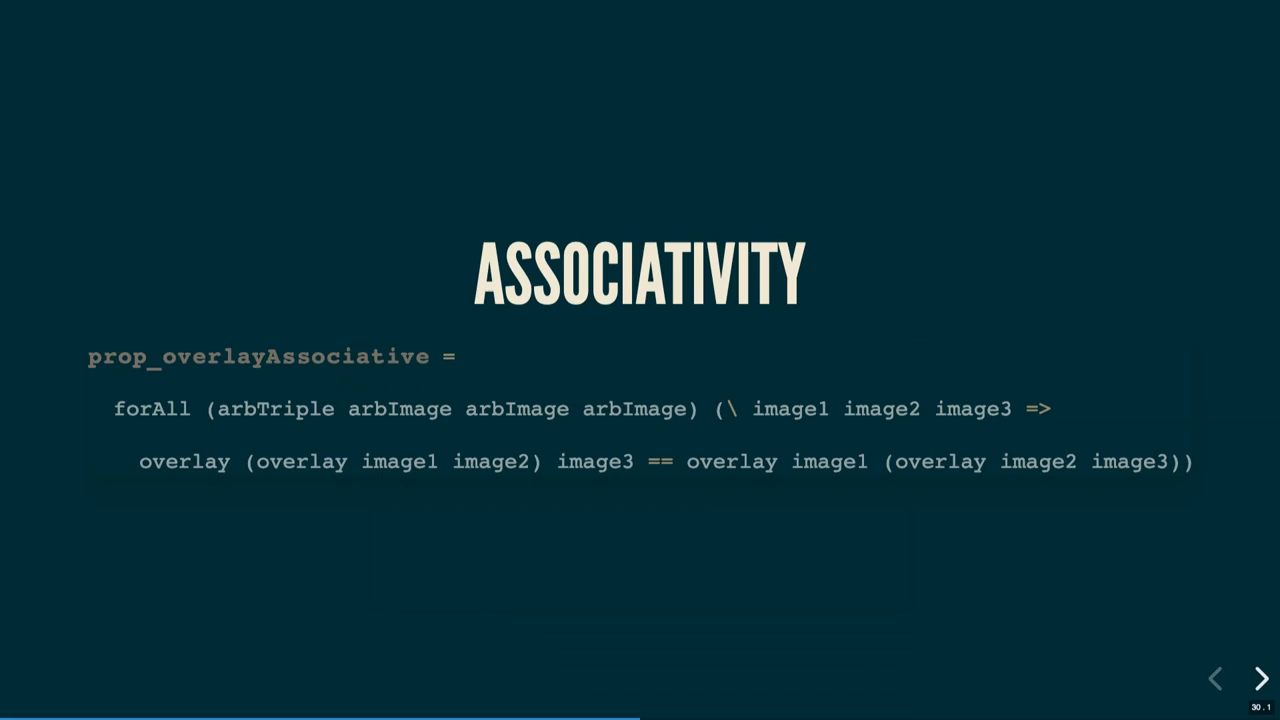 ASSOCIATIVITY
prop_overlayAssociative =
forAll (arbTriple arbImage arbImage arbImage) (\ image1 image2 image3 =>
overlay (overlay image1 image2) image3 == overlay image1 (overlay image2 image3))
30.1